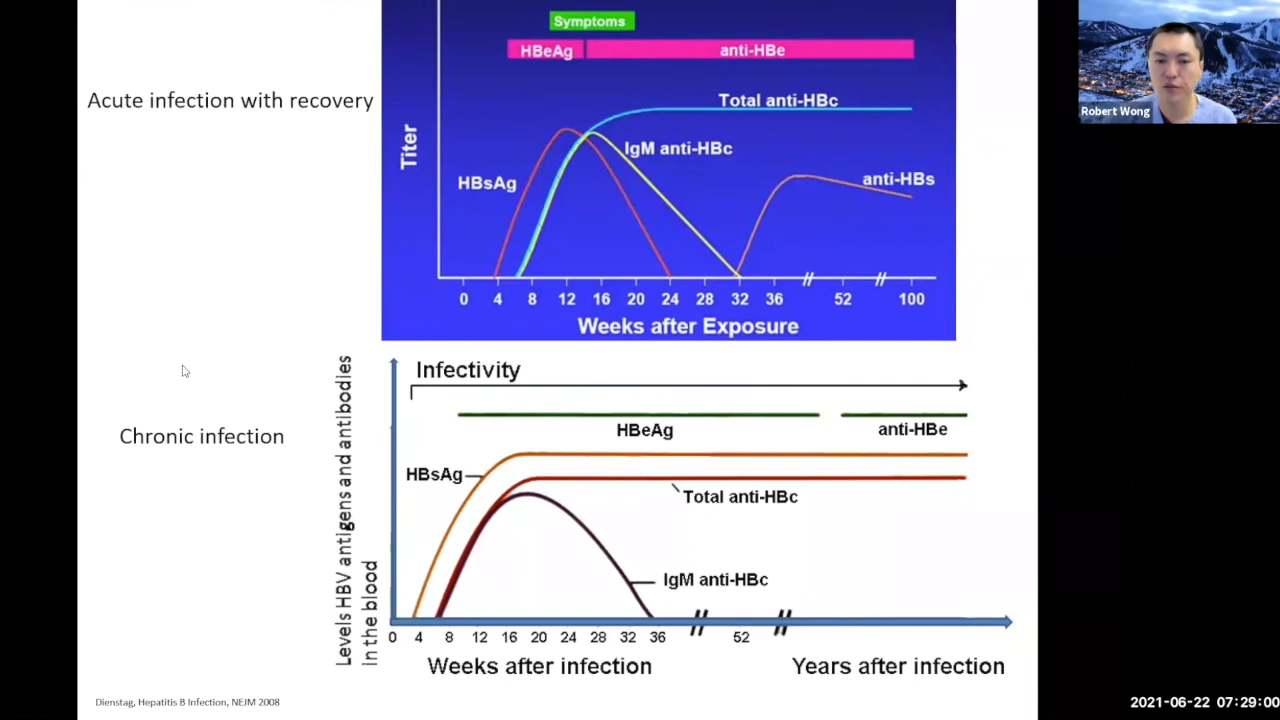 Symptoms
HBeAg
anti-HBe
Acute infection with recovery
Total anti-HBc
IgM anti-HBc
HBsAg
anti-HBs
Titer
0 4 8 12 16 20 24 28 32 36 52 100
Weeks after Exposure
Robert Wong
Infectivity
HBeAg
anti-HBe
Chronic infection
HBsAg
Total anti-HBc
IgM anti-HBc
Levels HBV antigens and antibodies
in the blood
0 4 8 12 16 20 24 28 32 36 52
Weeks after infection
Years after infection
Dienstag, Hepatitis B Infection, NEJM 2008
2021-06-22 07:29:00